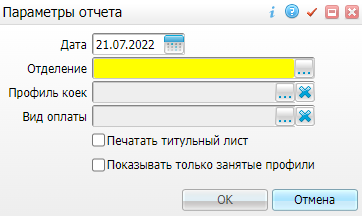 Параметры отчета
Дата 21.07.2022
Отделение ...
Профиль коек ...
Вид оплаты ...
Печатать титульный лист
Показывать только занятые профили
ОК Отмена